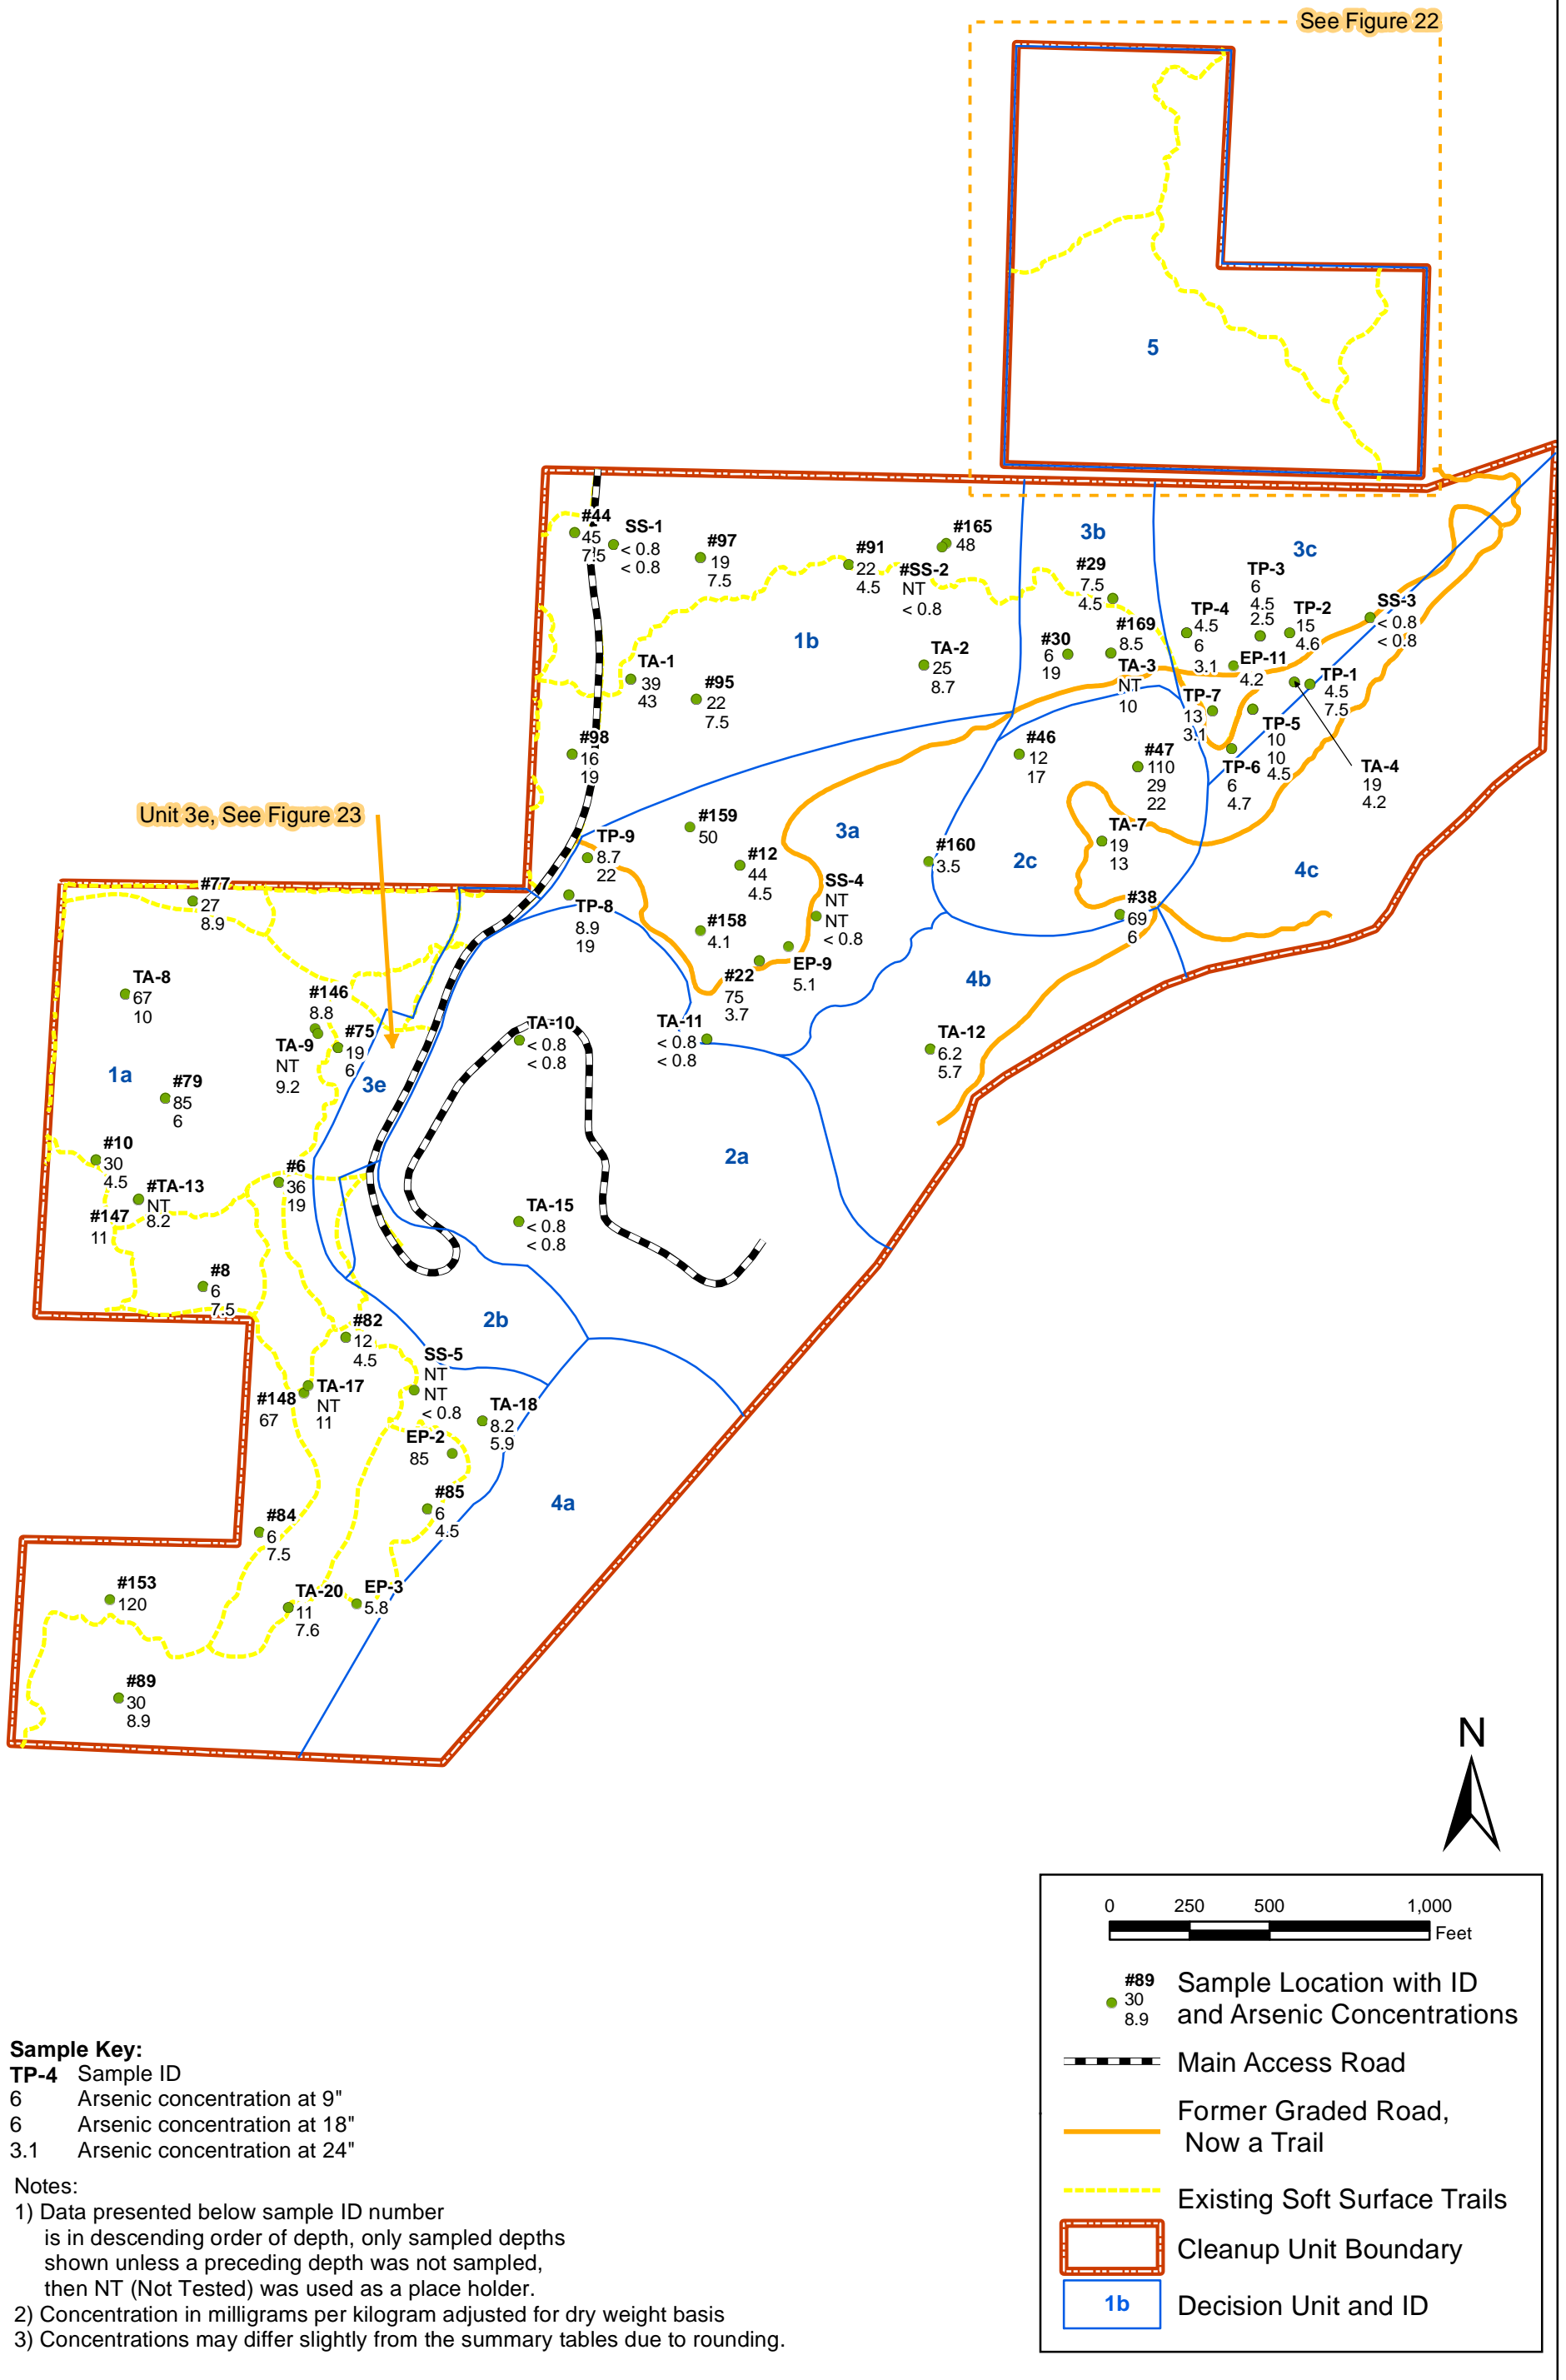 See Figure 22
5
#44
45
7.5
SS-1
< 0.8
< 0.8
#97
19
7.5
#91
22
4.5
#165
48
#SS-2
NT
< 0.8
3b
#29
7.5
4.5
3c
TP-3
6
4.5
2.5
TP-2
15
4.6
SS-3
< 0.8
< 0.8
TP-4
4.5
6
3.1
EP-11
4.2
TP-1
4.5
7.5
#169
8.5
#30
6
19
TA-3
NT
10
1b
TA-2
25
8.7
TA-1
39
43
#95
22
7.5
TP-7
13
3.1
TP-5
10
10
4.5
TP-6
6
4.7
TA-4
19
4.2
#98
16
19
#46
12
17
#47
110
29
22
Unit 3e, See Figure 23
#159
50
3a
TP-9
8.7
22
#12
44
4.5
#160
3.5
2c
TA-7
19
13
4c
SS-4
NT
NT
< 0.8
#77
27
8.9
TP-8
8.9
19
#158
4.1
#38
69
6
EP-9
5.1
#22
75
3.7
4b
TA-8
67
10
#146
8.8
#75
19
6
TA-9
NT
9.2
TA-10
< 0.8
< 0.8
TA-11
< 0.8
< 0.8
TA-12
6.2
5.7
1a
#79
85
6
3e
#10
30
4.5
2a
#6
36
19
#TA-13
NT
8.2
#147
11
TA-15
< 0.8
< 0.8
#8
6
7.5
#82
12
4.5
2b
SS-5
NT
NT
< 0.8
TA-17
NT
11
#148
67
TA-18
8.2
5.9
EP-2
85
#85
6
4.5
4a
#84
6
7.5
#153
120
TA-20
11
7.6
EP-3
5.8
#89
30
8.9
N
0 250 500 1,000
Feet
#89
30
8.9
Sample Location with ID
and Arsenic Concentrations
Main Access Road
Former Graded Road,
Now a Trail
Existing Soft Surface Trails
Cleanup Unit Boundary
1b Decision Unit and ID
Sample Key:
TP-4 Sample ID
6 Arsenic concentration at 9"
6 Arsenic concentration at 18"
3.1 Arsenic concentration at 24"
Notes:
1) Data presented below sample ID number
is in descending order of depth, only sampled depths
shown unless a preceding depth was not sampled,
then NT (Not Tested) was used as a place holder.
2) Concentration in milligrams per kilogram adjusted for dry weight basis
3) Concentrations may differ slightly from the summary tables due to rounding.